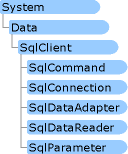 System
Data
SqlClient
SqlCommand
SqlConnection
SqlDataAdapter
SqlDataReader
SqlParameter